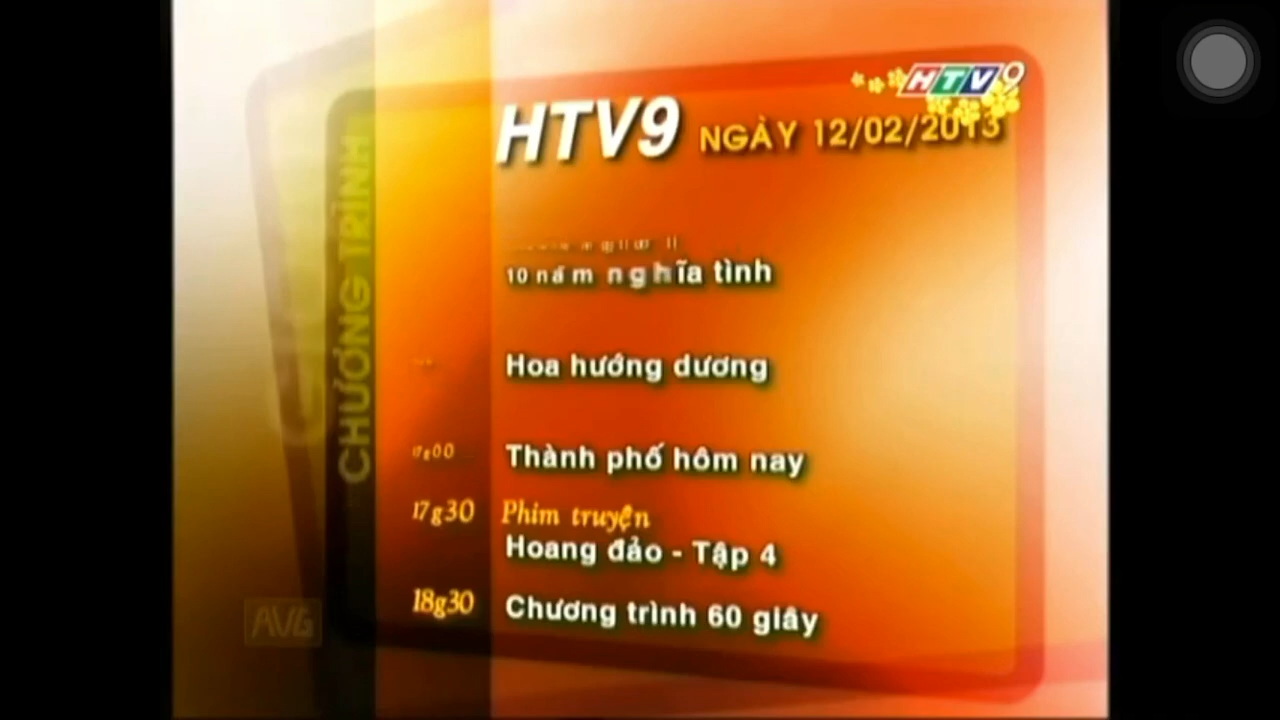 HTV9
HTV9 NGÀY 12/02/2013
CHƯƠNG TRÌNH
10 năm nghĩa tình
Hoa hướng dương
17g00 Thành phố hôm nay
17g30 Phim truyện
Hoang đảo - Tập 4
18g30 Chương trình 60 giây
AVG